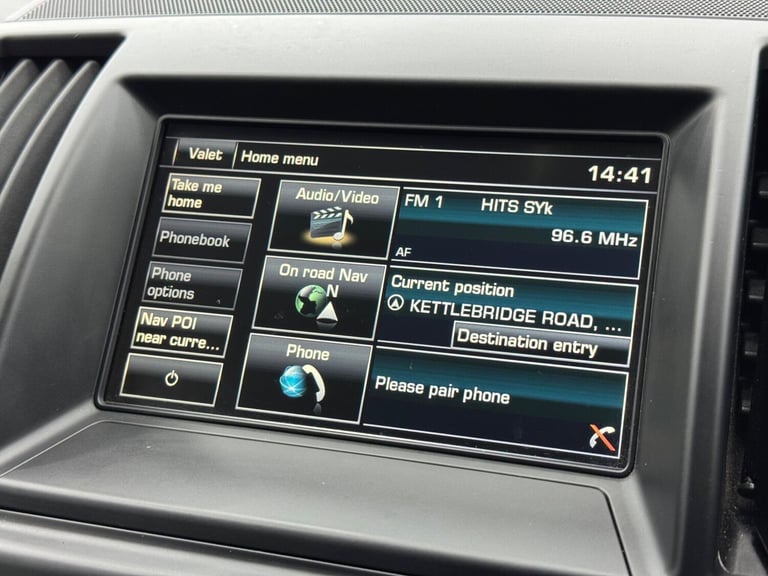 Valet
Home menu
14:41
Take me
home
Phonebook
Phone
options
Nav POI
near curre...
Audio/Video
On road Nav
N
Phone
FM 1 HITS SYk
96.6 MHz
AF
Current position
KETTLEBRIDGE ROAD, ...
Destination entry
Please pair phone